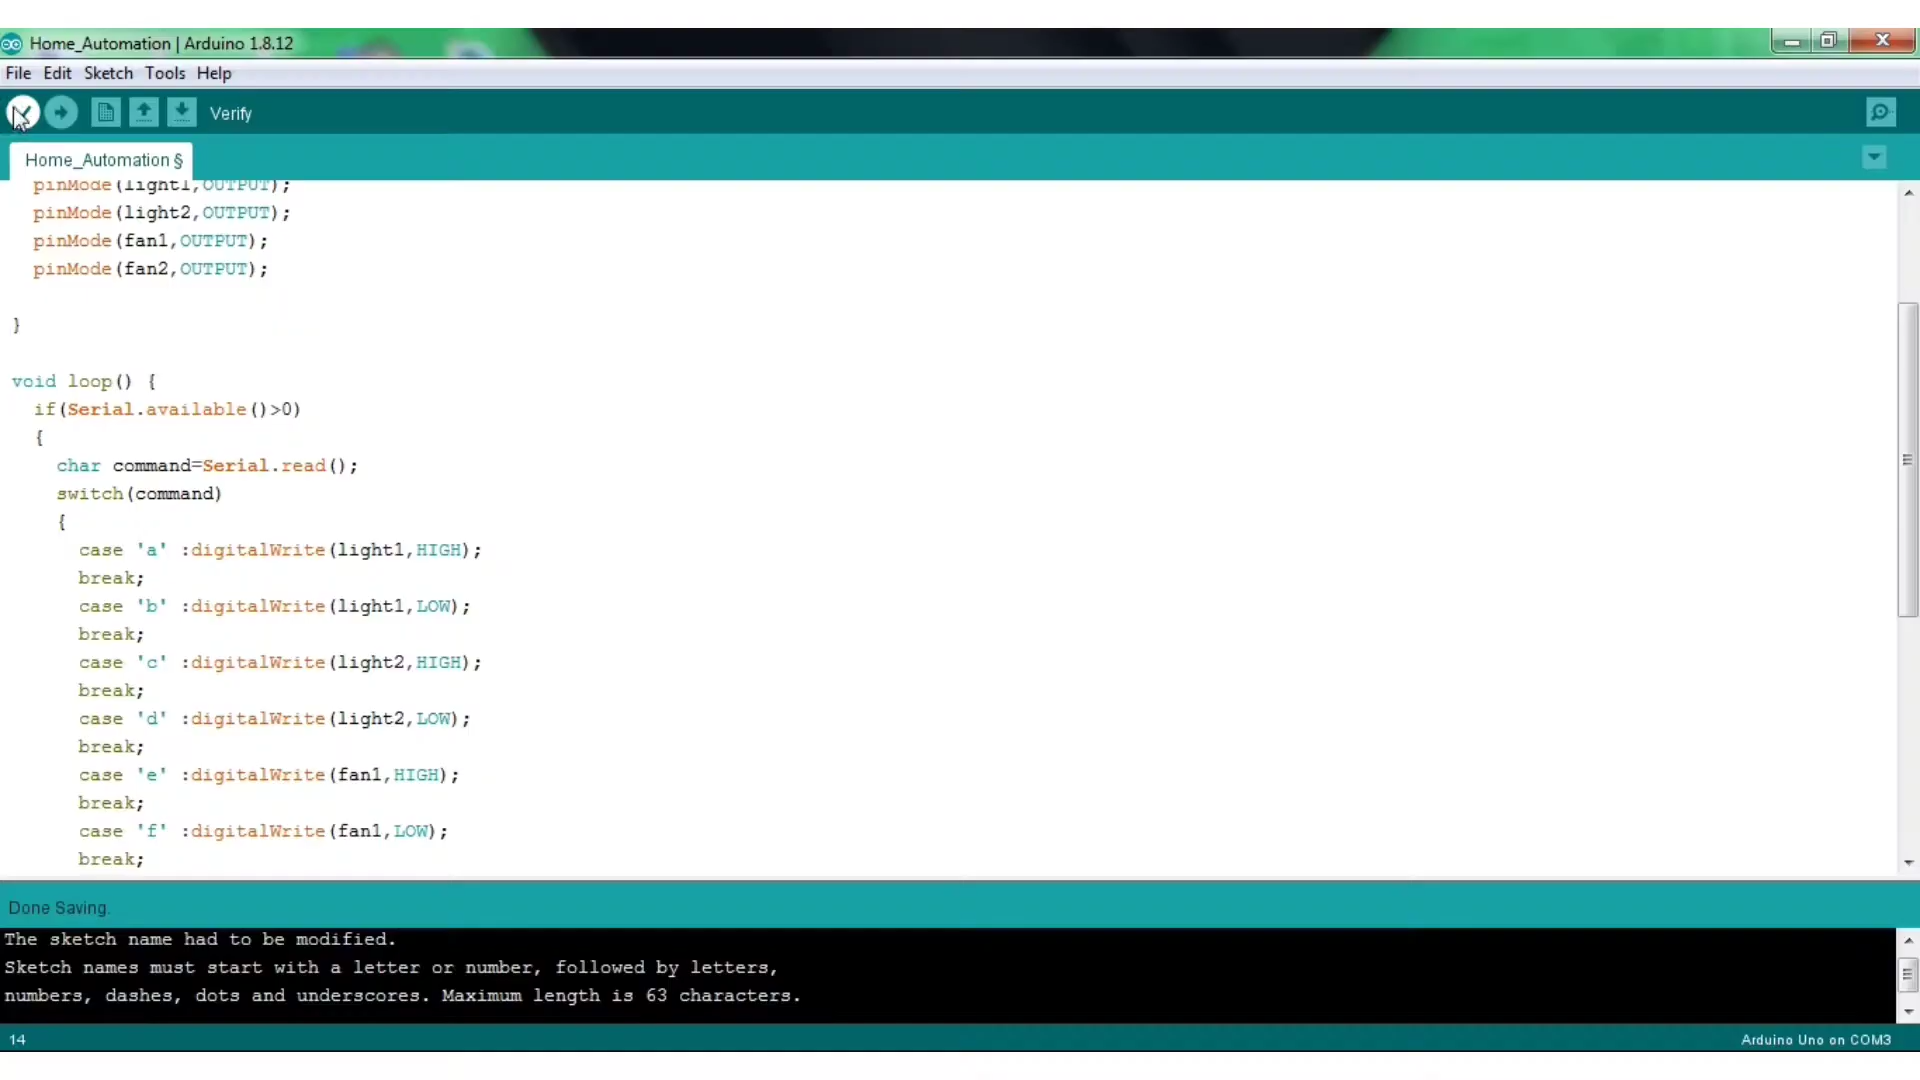 Home_Automation | Arduino 1.8.12
File Edit Sketch Tools Help
Verify
Home_Automation §
pinMode(light1,OUTPUT);
pinMode(light2,OUTPUT);
pinMode(fan1,OUTPUT);
pinMode(fan2,OUTPUT);
}
void loop() {
if(Serial.available()>0)
{
char command=Serial.read();
switch(command)
{
case 'a' :digitalWrite(light1,HIGH);
break;
case 'b' :digitalWrite(light1,LOW);
break;
case 'c' :digitalWrite(light2,HIGH);
break;
case 'd' :digitalWrite(light2,LOW);
break;
case 'e' :digitalWrite(fan1,HIGH);
break;
case 'f' :digitalWrite(fan1,LOW);
break;
Done Saving.
The sketch name had to be modified.
Sketch names must start with a letter or number, followed by letters,
numbers, dashes, dots and underscores. Maximum length is 63 characters.
14
Arduino Uno on COM3